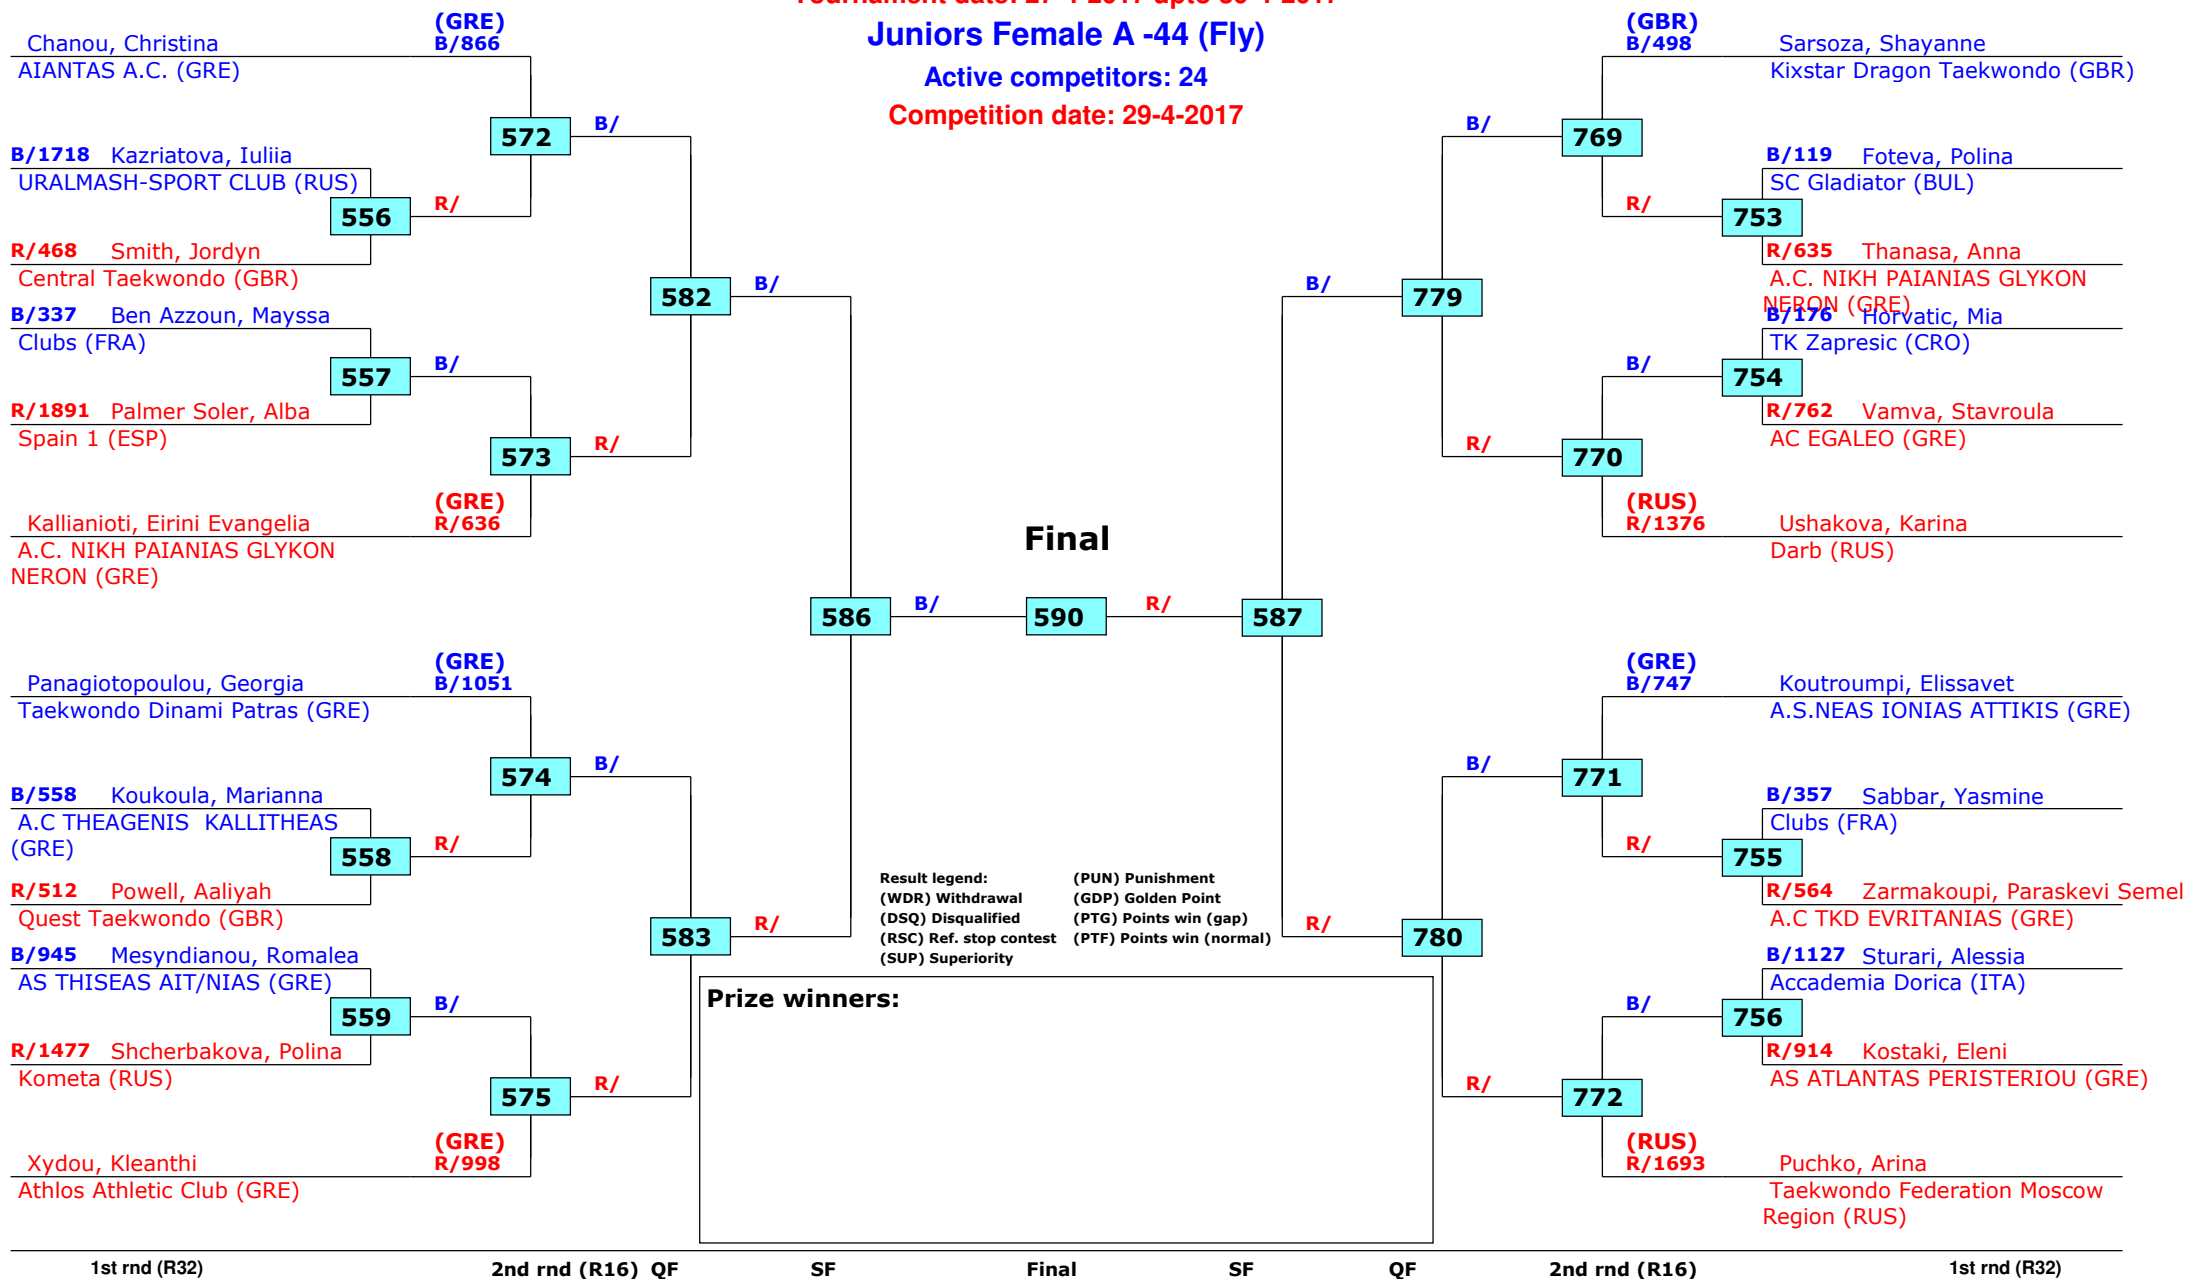 Juniors Female A -44 (Fly)
Active competitors: 24
Competition date: 29-4-2017
(GRE)
Chanou, Christina B/866
AIANTAS A.C. (GRE)
572
B/
B/1718 Kazriatova, Iuliia
URALMASH-SPORT CLUB (RUS)
556
R/
R/468 Smith, Jordyn
Central Taekwondo (GBR)
582
B/
B/337 Ben Azzoun, Mayssa
Clubs (FRA)
557
B/
R/1891 Palmer Soler, Alba
Spain 1 (ESP)
573
R/
(GRE)
Kallianioti, Eirini Evangelia R/636
A.C. NIKH PAIANIAS GLYKON
NERON (GRE)
586
B/
(GRE)
Panagiotopoulou, Georgia B/1051
Taekwondo Dinami Patras (GRE)
574
B/
B/558 Koukoula, Marianna
A.C THEAGENIS KALLITHEAS
(GRE)
558
R/
R/512 Powell, Aaliyah
Quest Taekwondo (GBR)
583
R/
B/945 Mesyndianou, Romalea
AS THISEAS AIT/NIAS (GRE)
559
B/
R/1477 Shcherbakova, Polina
Kometa (RUS)
575
R/
(GRE)
Xydou, Kleanthi R/998
Athlos Athletic Club (GRE)
Final
590
R/
587
(GBR)
B/498 Sarsoza, Shayanne
Kixstar Dragon Taekwondo (GBR)
B/
769
B/119 Foteva, Polina
SC Gladiator (BUL)
R/
753
R/635 Thanasa, Anna
A.C. NIKH PAIANIAS GLYKON
NERON (GRE)
B/
779
B/176 Horvatic, Mia
TK Zapresic (CRO)
B/
754
R/762 Vamva, Stavroula
AC EGALEO (GRE)
R/
770
(RUS)
R/1376 Ushakova, Karina
Darb (RUS)
(GRE)
B/747 Koutroumpi, Elissavet
A.S.NEAS IONIAS ATTIKIS (GRE)
B/
771
B/357 Sabbar, Yasmine
Clubs (FRA)
R/
755
R/564 Zarmakoupi, Paraskevi Semel
A.C TKD EVRITANIAS (GRE)
R/
780
B/1127 Sturari, Alessia
Accademia Dorica (ITA)
B/
756
R/914 Kostaki, Eleni
AS ATLANTAS PERISTERIOU (GRE)
R/
772
(RUS)
R/1693 Puchko, Arina
Taekwondo Federation Moscow
Region (RUS)
Result legend: (PUN) Punishment
(WDR) Withdrawal (GDP) Golden Point
(DSQ) Disqualified (PTG) Points win (gap)
(RSC) Ref. stop contest (PTF) Points win (normal)
(SUP) Superiority
Prize winners:
1st rnd (R32) 2nd rnd (R16) QF SF Final SF QF 2nd rnd (R16) 1st rnd (R32)